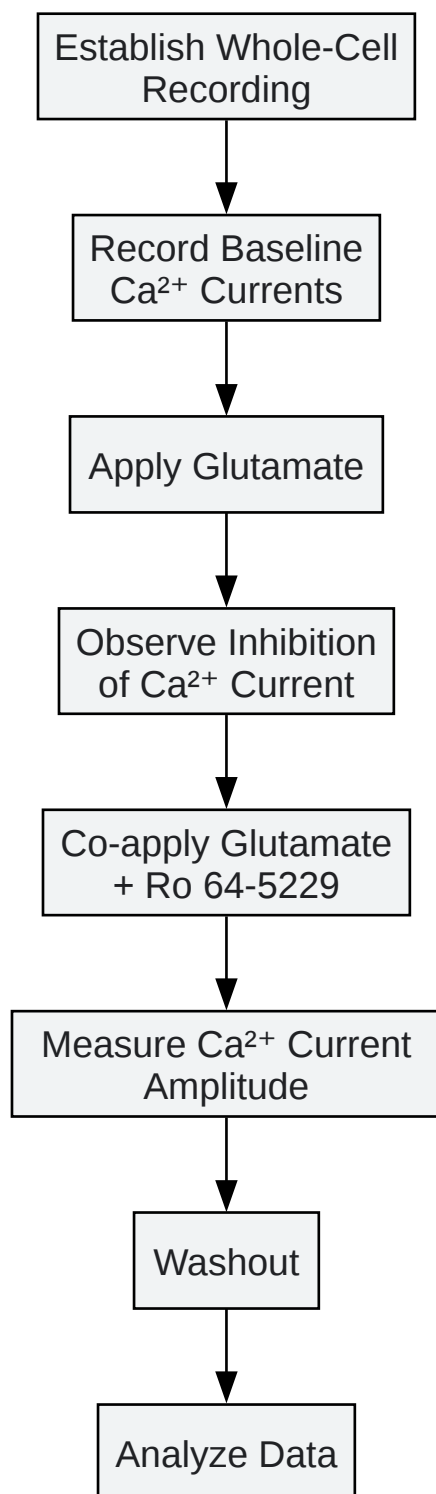 Establish Whole-Cell
Recording
Record Baseline
Ca²⁺ Currents
Apply Glutamate
Observe Inhibition
of Ca²⁺ Current
Co-apply Glutamate
+ Ro 64-5229
Measure Ca²⁺ Current
Amplitude
Washout
Analyze Data